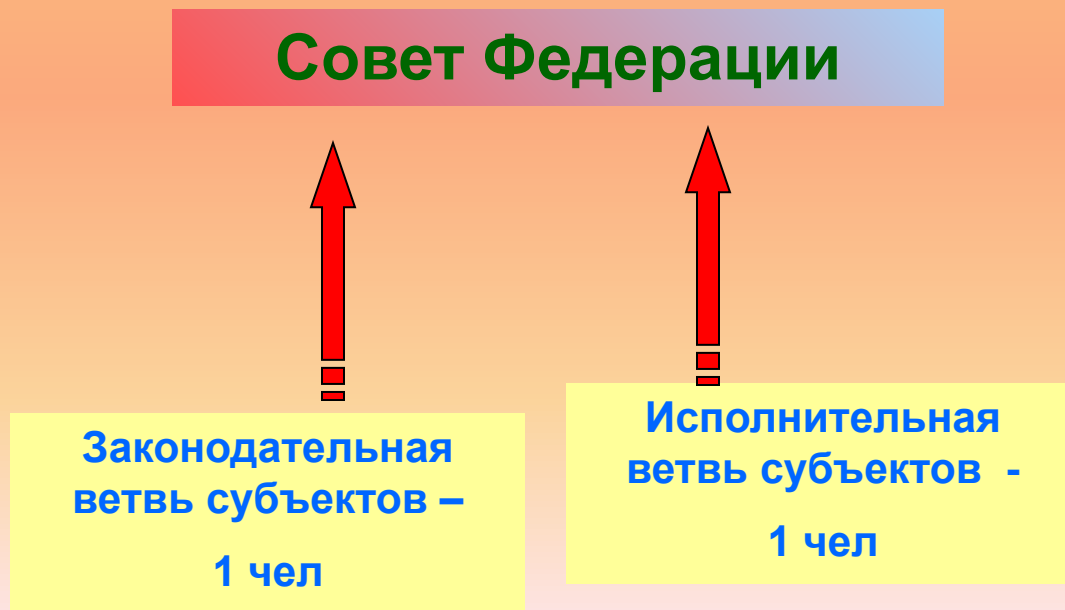 Совет Федерации
Законодательная
ветвь субъектов –
1 чел
Исполнительная
ветвь субъектов -
1 чел